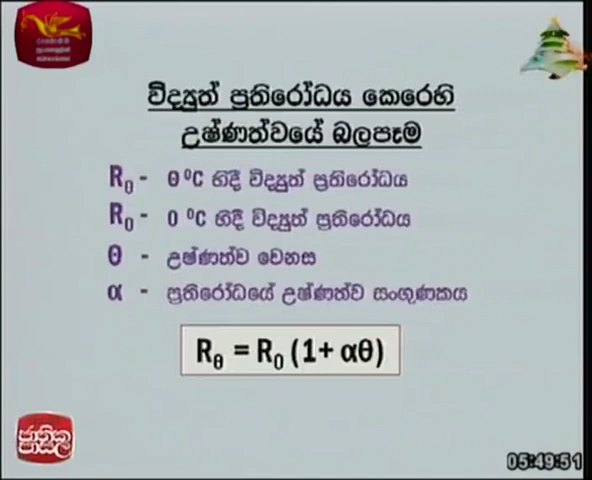 විද්‍යුත් ප්‍රතිරෝධය කෙරෙහි
උෂ්ණත්වයේ බලපෑම
Rθ - θ ⁰C හිදී විද්‍යුත් ප්‍රතිරෝධය
R₀ - 0 ⁰C හිදී විද්‍යුත් ප්‍රතිරෝධය
θ - උෂ්ණත්ව වෙනස
α - ප්‍රතිරෝධයේ උෂ්ණත්ව සංගුණකය
Rθ = R₀ (1+ αθ)
ජාතික
පාසල
05:49:51